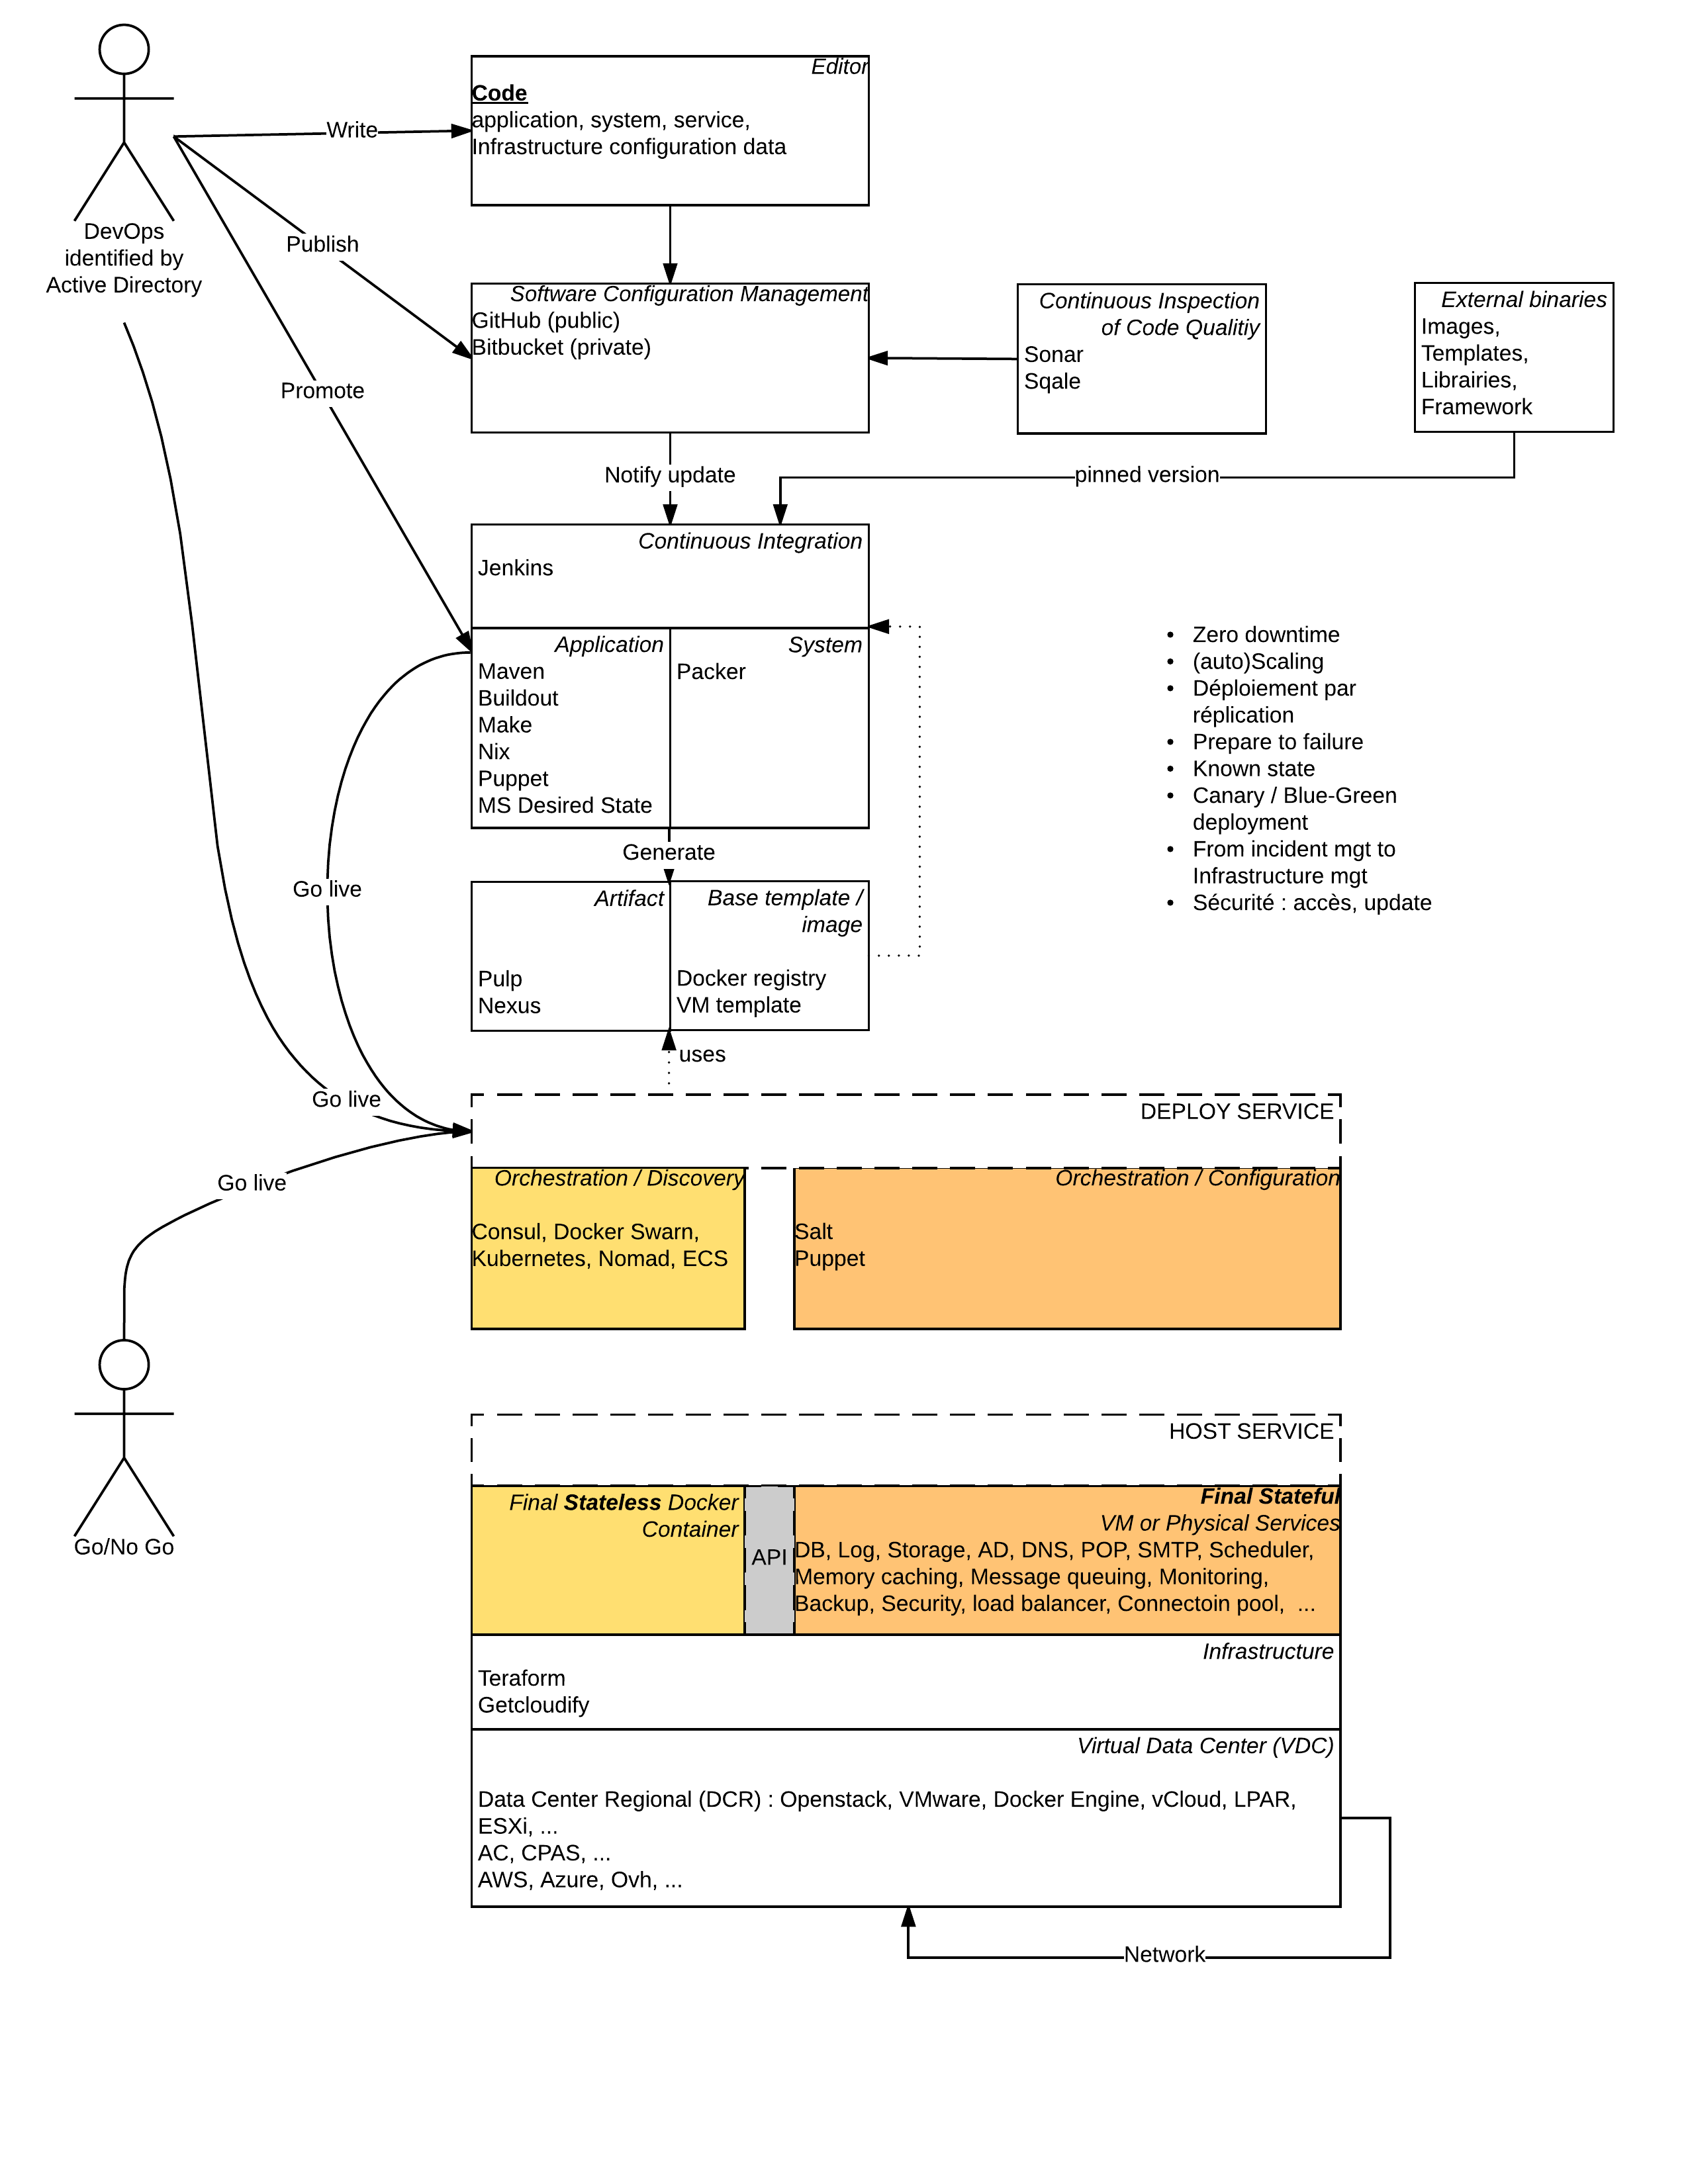 Editor
Code
application, system, service,
Infrastructure configuration data
Write
DevOps
identified by
Active Directory
Publish
Promote
Software Configuration Management
GitHub (public)
Bitbucket (private)
Continuous Inspection
of Code Qualitiy
Sonar
Sqale
External binaries
Images,
Templates,
Librairies,
Framework
Notify update
pinned version
Continuous Integration
Jenkins
Application
Maven
Buildout
Make
Nix
Puppet
MS Desired State
System
Packer
• Zero downtime
• (auto)Scaling
• Déploiement par
réplication
• Prepare to failure
• Known state
• Canary / Blue-Green
deployment
• From incident mgt to
Infrastructure mgt
• Sécurité : accès, update
Generate
Go live
Artifact
Pulp
Nexus
Base template /
image
Docker registry
VM template
uses
Go live
DEPLOY SERVICE
Go live
Orchestration / Discovery
Consul, Docker Swarn,
Kubernetes, Nomad, ECS
Orchestration / Configuration
Salt
Puppet
Go/No Go
HOST SERVICE
Final Stateless Docker
Container
API
Final Stateful
VM or Physical Services
DB, Log, Storage, AD, DNS, POP, SMTP, Scheduler,
Memory caching, Message queuing, Monitoring,
Backup, Security, load balancer, Connectoin pool, ...
Infrastructure
Teraform
Getcloudify
Virtual Data Center (VDC)
Data Center Regional (DCR) : Openstack, VMware, Docker Engine, vCloud, LPAR,
ESXi, ...
AC, CPAS, ...
AWS, Azure, Ovh, ...
Network